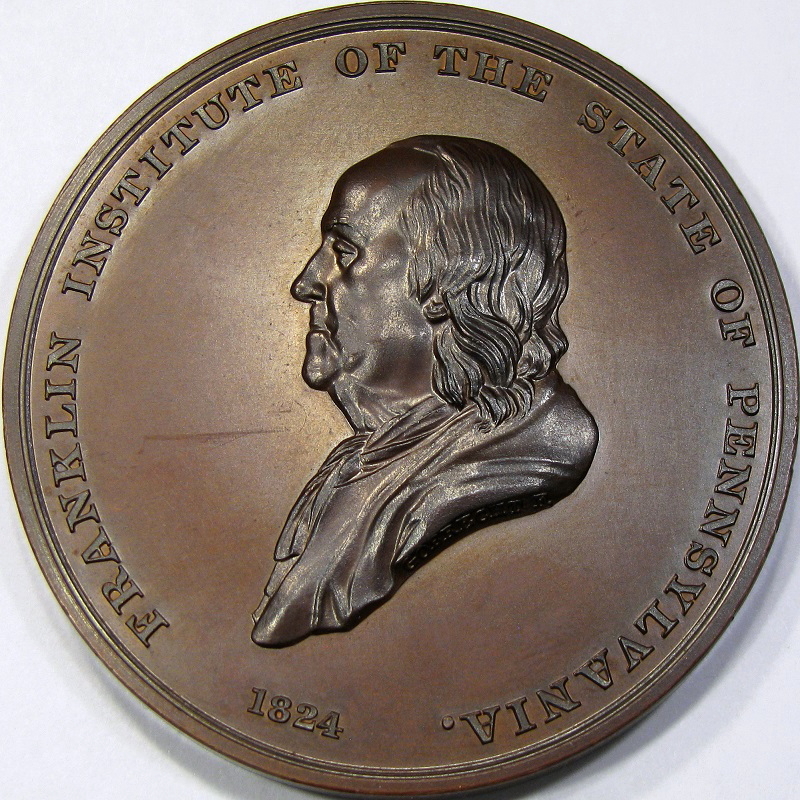 FRANKLIN INSTITUTE OF THE STATE OF PENNSYLVANIA.
1824